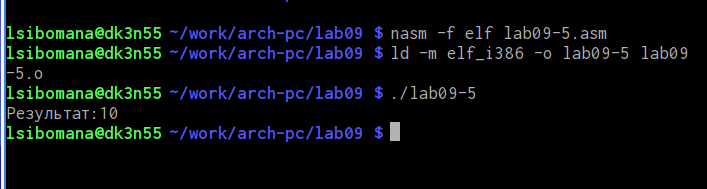 lsibomana@dk3n55 ~/work/arch-pc/lab09 $ nasm -f elf lab09-5.asm
lsibomana@dk3n55 ~/work/arch-pc/lab09 $ ld -m elf_i386 -o lab09-5 lab09
-5.o
lsibomana@dk3n55 ~/work/arch-pc/lab09 $ ./lab09-5
Результат:10
lsibomana@dk3n55 ~/work/arch-pc/lab09 $